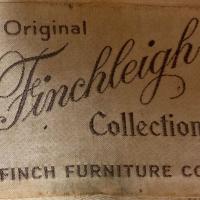 Original
Finchleigh
Collection
FINCH FURNITURE CO